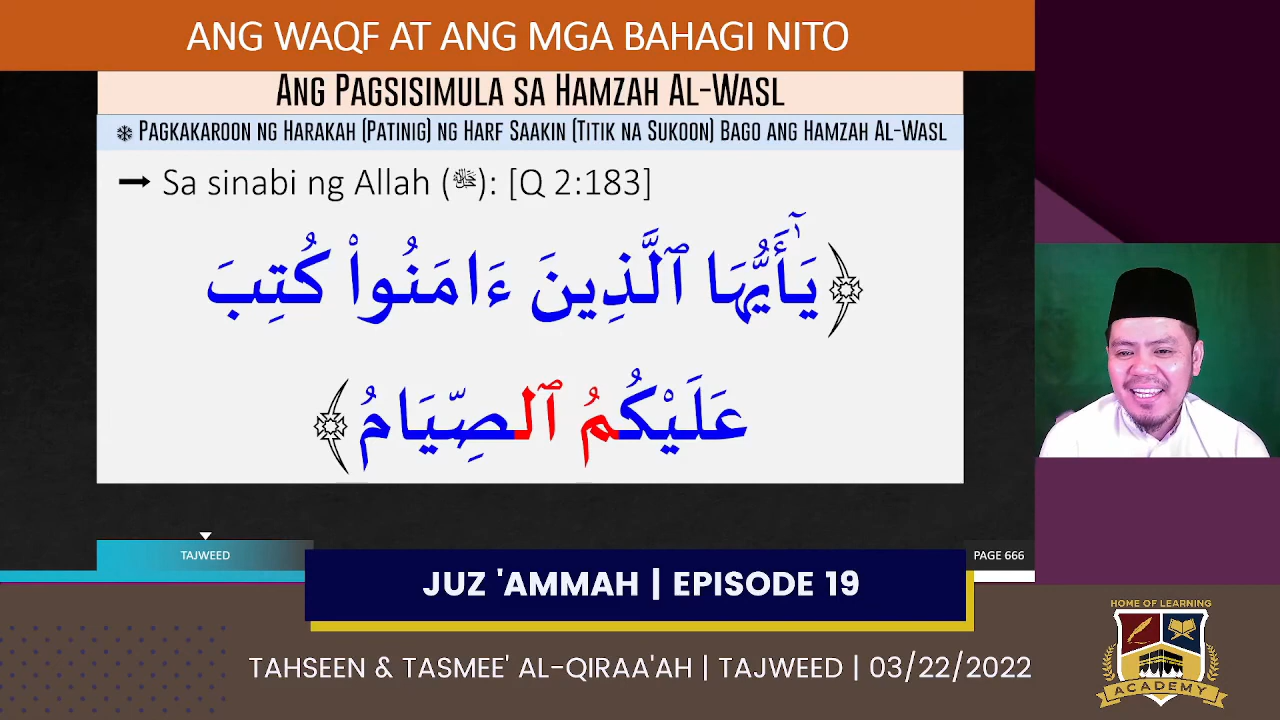 ANG WAQF AT ANG MGA BAHAGI NITO
ANG PAGSISIMULA SA HAMZAH AL-WASL
❄ PAGKAKAROON NG HARAKAH (PATINIG) NG HARF SAAKIN (TITIK NA SUKOON) BAGO ANG HAMZAH AL-WASL
➞ Sa sinabi ng Allah (ﷻ): [Q 2:183]
﴿يَـٰٓأَيُّهَا ٱلَّذِينَ ءَامَنُوا۟ كُتِبَ
عَلَيْكُمُ ٱلصِّيَامُ﴾
TAJWEED
PAGE 666
JUZ 'AMMAH | EPISODE 19
TAHSEEN & TASMEE' AL-QIRAA'AH | TAJWEED | 03/22/2022
HOME OF LEARNING
ACADEMY